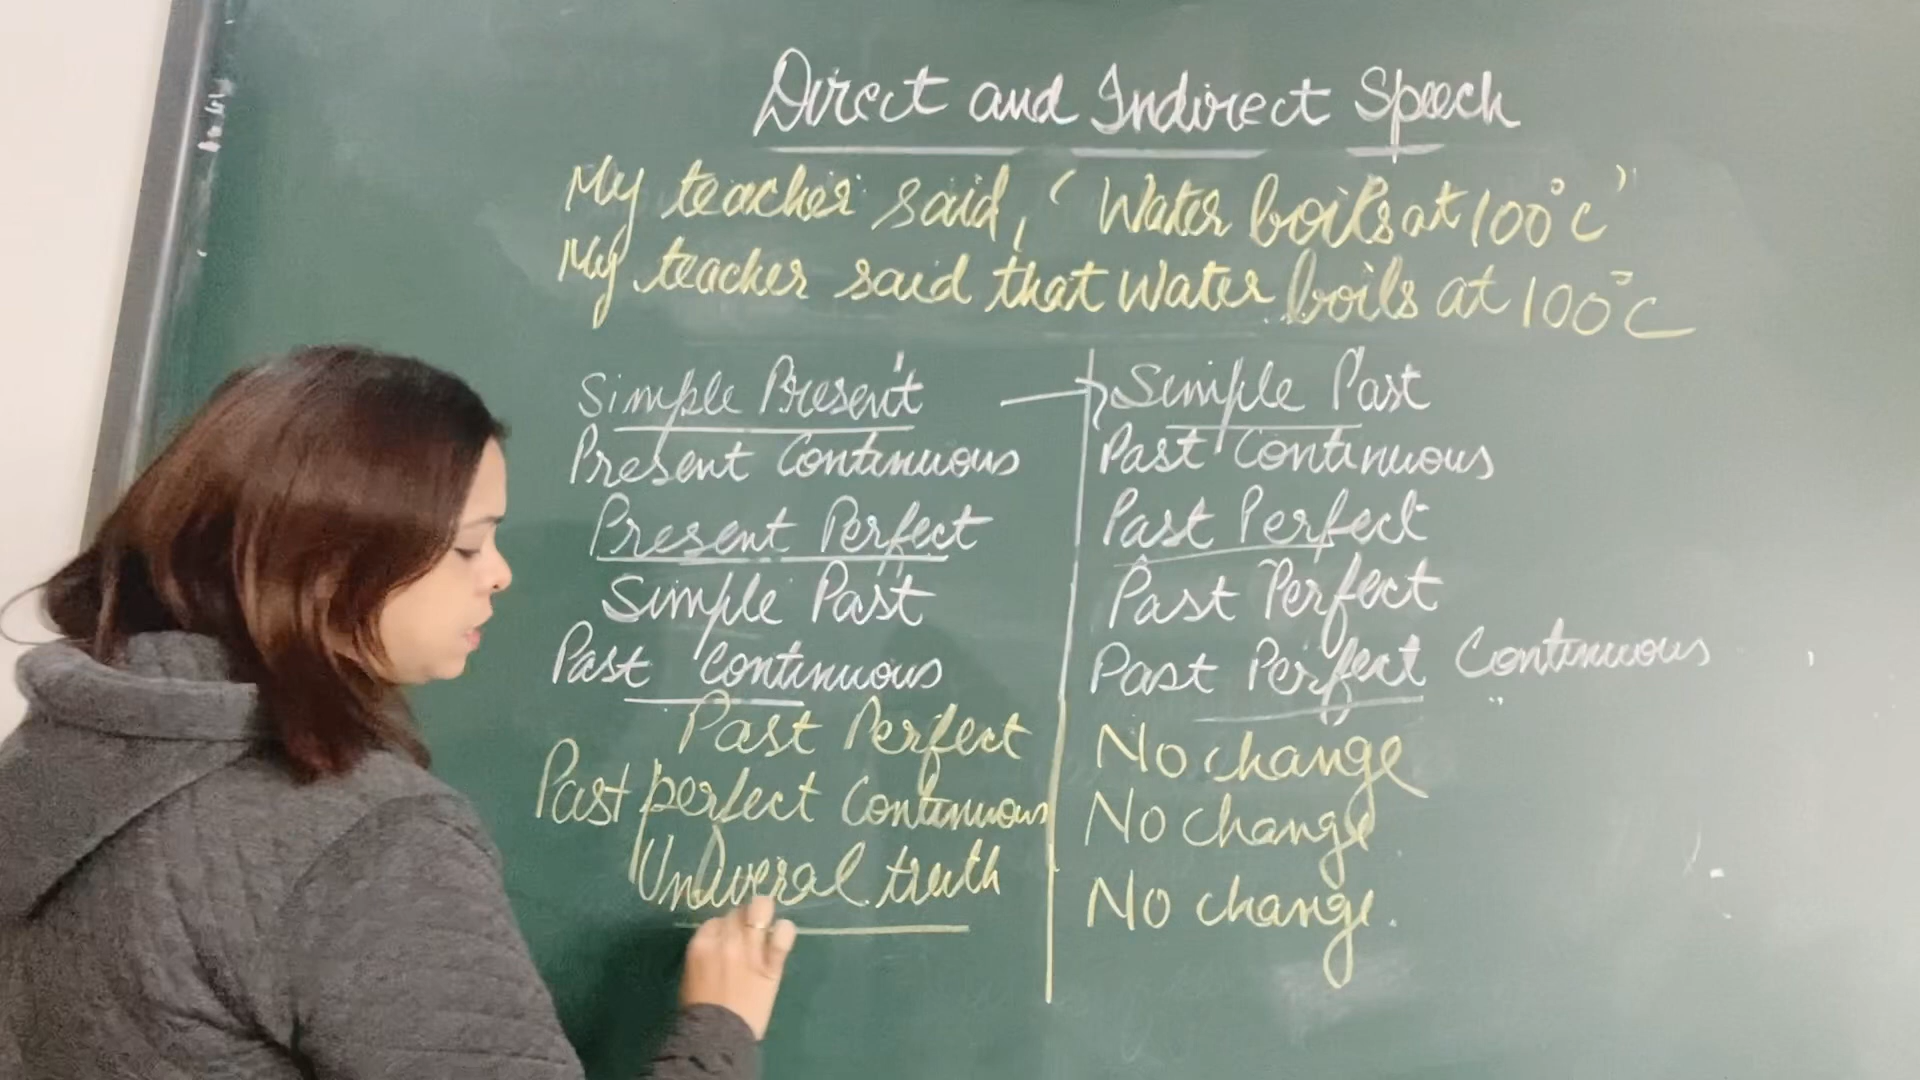 Direct and Indirect Speech
My teacher said, ‘Water boils at 100°C’
My teacher said that Water boils at 100°C
Simple Present → Simple Past
Present Continuous Past Continuous
Present Perfect Past Perfect
Simple Past Past Perfect
Past Continuous Past Perfect Continuous
Past Perfect No change
Past perfect Continuous No change
Univeral truth No change.